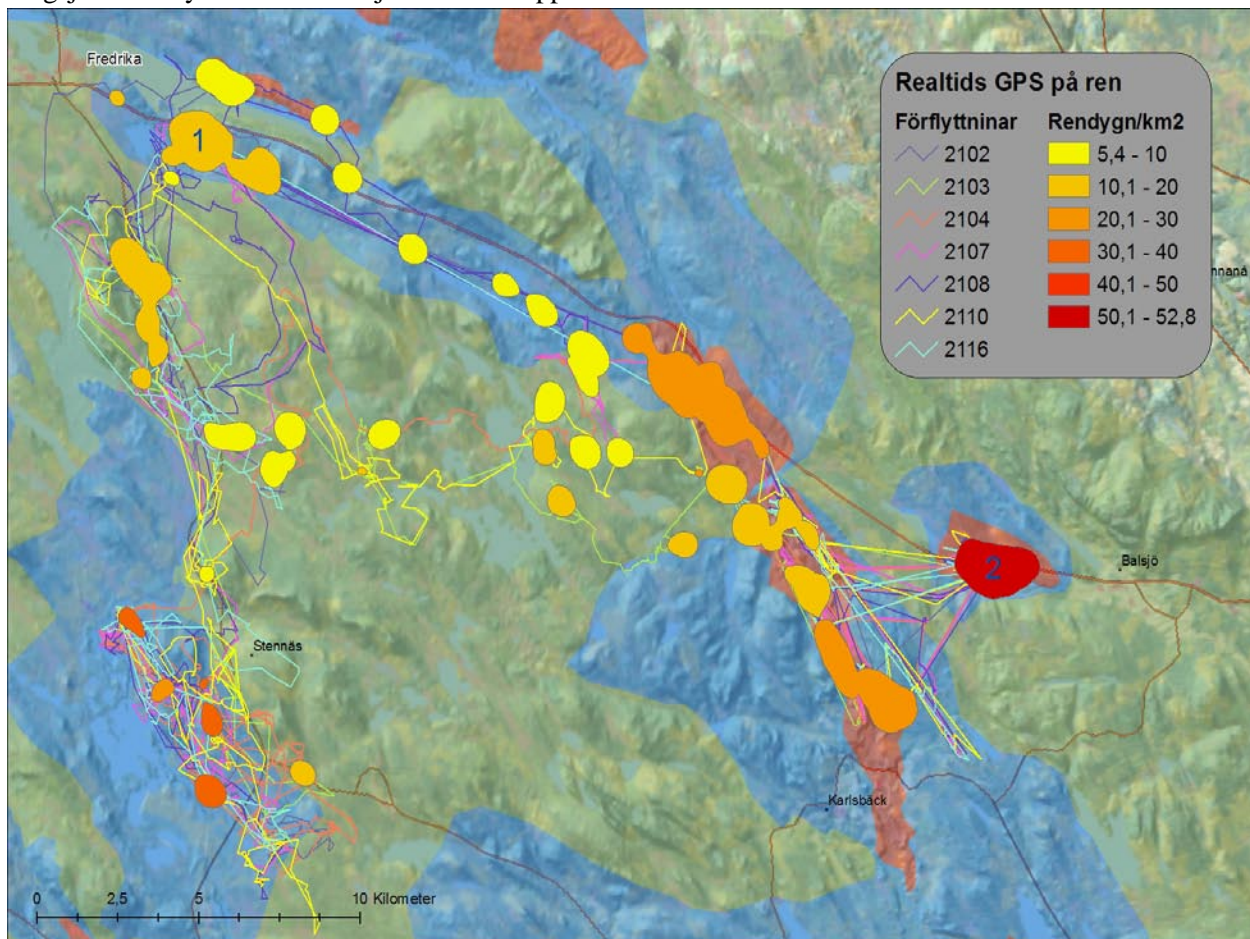 Fredrika
Realtids GPS på ren
Förflyttninar
Rendygn/km2
2102
5,4 - 10
2103
10,1 - 20
2104
20,1 - 30
2107
30,1 - 40
2108
40,1 - 50
2110
50,1 - 52,8
2116
1
nnanå
2
Balsjö
Stennäs
Karlsbäck
0
2,5
5
10 Kilometer